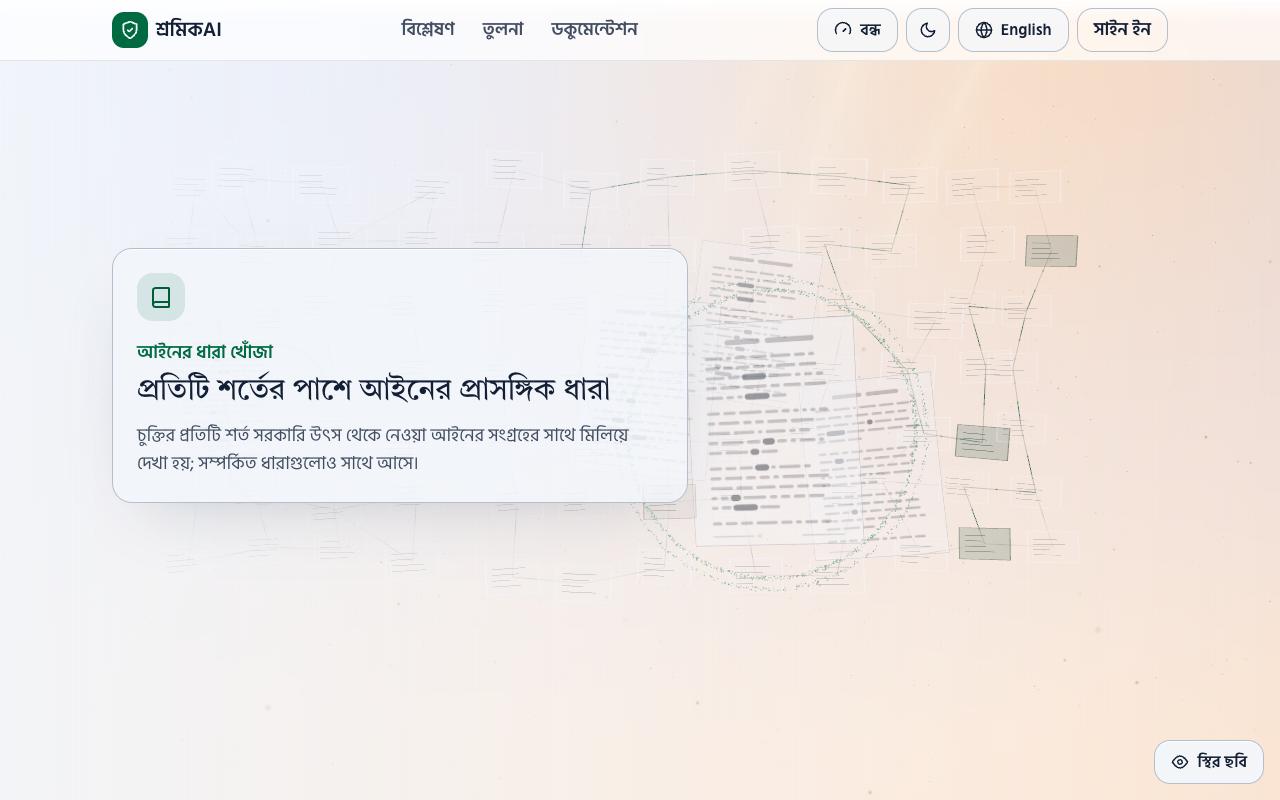 শ্রমিকAI
বিশ্লেষণ
তুলনা
ডকুমেন্টেশন
বন্ধ
English
সাইন ইন
আইনের ধারা খোঁজা
প্রতিটি শর্তের পাশে আইনের প্রাসঙ্গিক ধারা
চুক্তির প্রতিটি শর্ত সরকারি উৎস থেকে নেওয়া আইনের সংগ্রহের সাথে মিলিয়ে
দেখা হয়; সম্পর্কিত ধারাগুলোও সাথে আসে।
স্থির ছবি